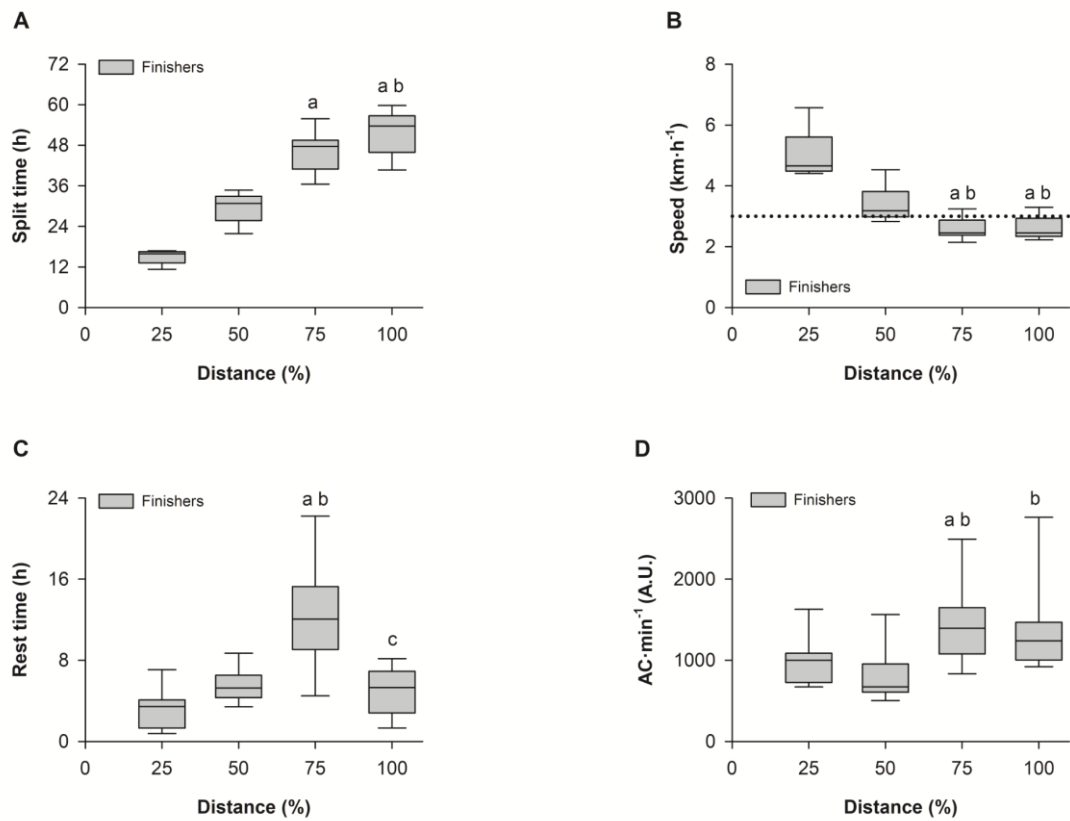 A
72
60
48
36
24
12
0
Split time (h)
Finishers
a
a b
0
25
50
75
100
Distance (%)
B
8
6
4
2
0
Speed (km·h⁻¹)
a b
a b
Finishers
0
25
50
75
100
Distance (%)
C
24
16
8
0
Rest time (h)
Finishers
a b
c
0
25
50
75
100
Distance (%)
D
3000
2000
1000
0
AC·min⁻¹ (A.U.)
Finishers
a b
b
0
25
50
75
100
Distance (%)